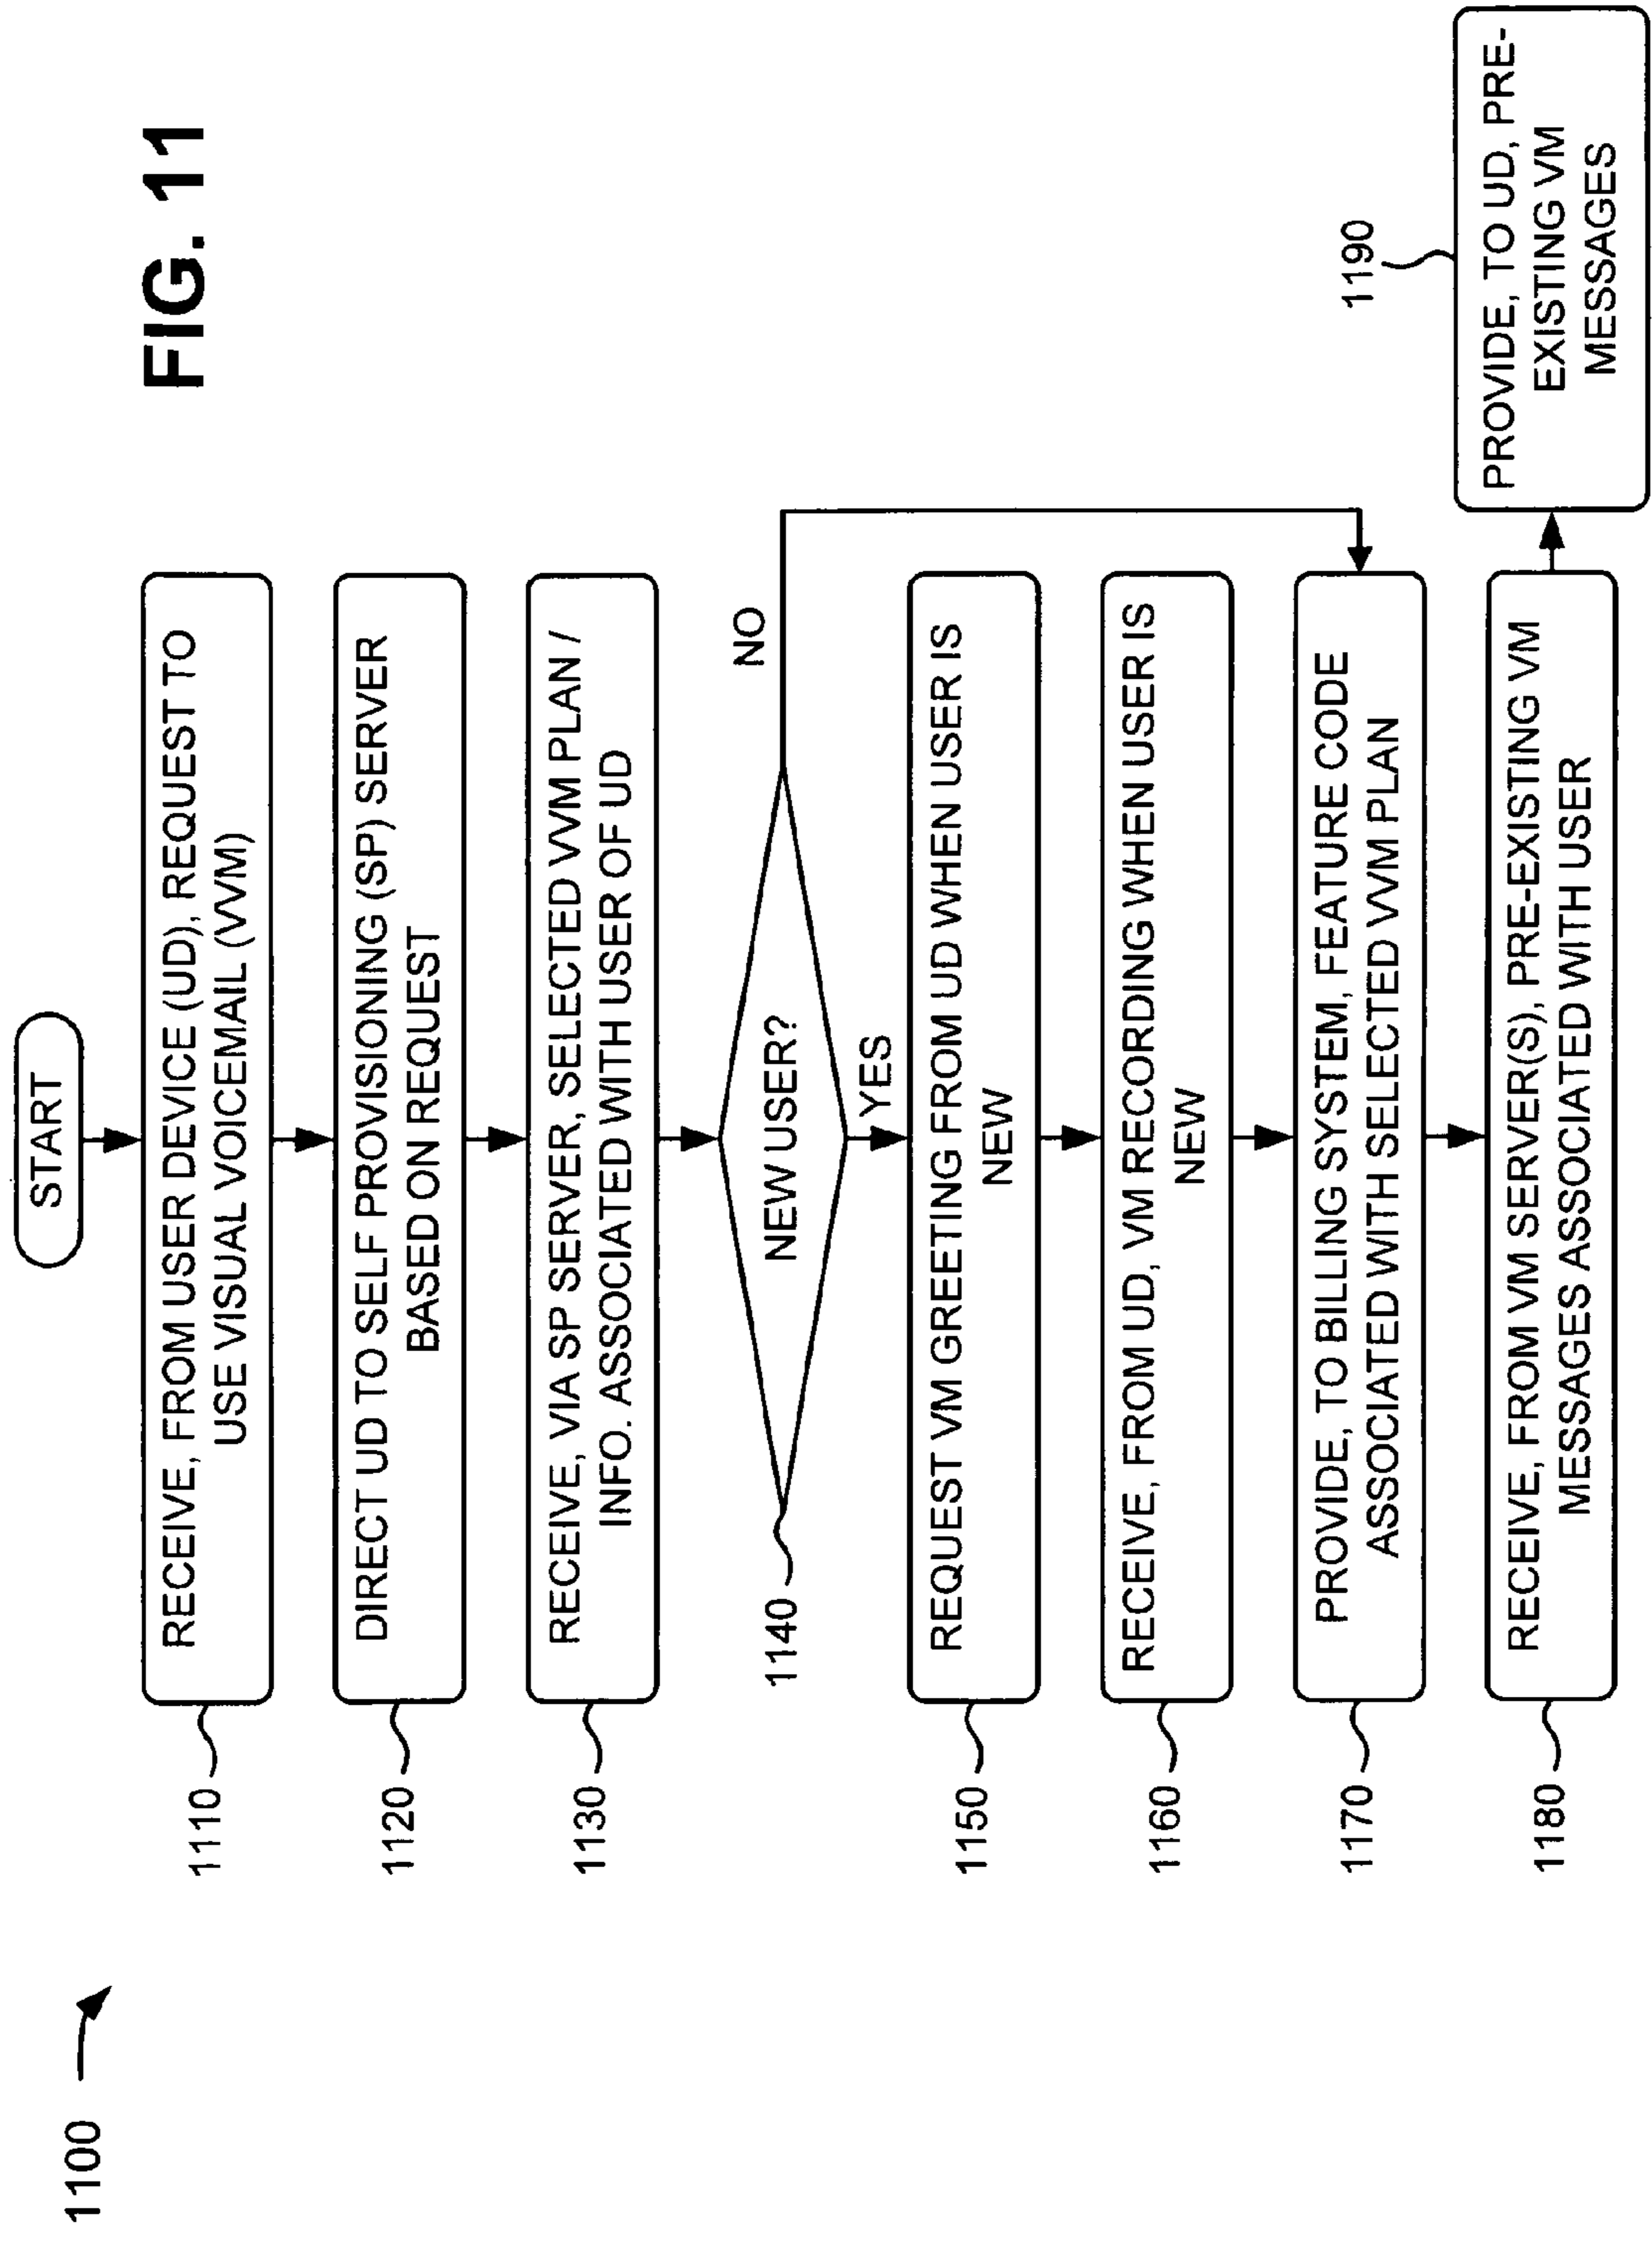 1100
FIG. 11
START
1110
RECEIVE, FROM USER DEVICE (UD), REQUEST TO
USE VISUAL VOICEMAIL (VVM)
1120
DIRECT UD TO SELF PROVISIONING (SP) SERVER
BASED ON REQUEST
1130
RECEIVE, VIA SP SERVER, SELECTED VVM PLAN /
INFO. ASSOCIATED WITH USER OF UD
1140
NEW USER?
NO
YES
1150
REQUEST VM GREETING FROM UD WHEN USER IS
NEW
1160
RECEIVE, FROM UD, VM RECORDING WHEN USER IS
NEW
1170
PROVIDE, TO BILLING SYSTEM, FEATURE CODE
ASSOCIATED WITH SELECTED VVM PLAN
1180
RECEIVE, FROM VM SERVER(S), PRE-EXISTING VM
MESSAGES ASSOCIATED WITH USER
1190
PROVIDE, TO UD, PRE-
EXISTING VM
MESSAGES